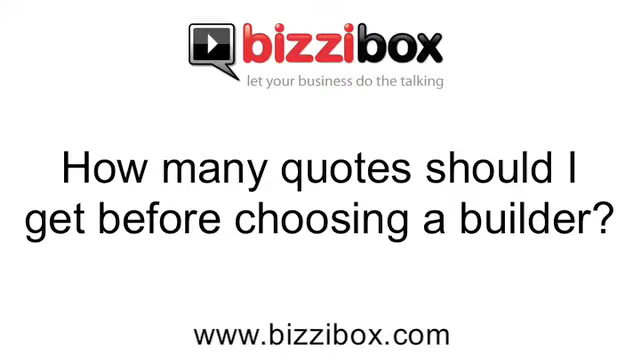 bizzibox
let your business do the talking
How many quotes should I
get before choosing a builder?
www.bizzibox.com